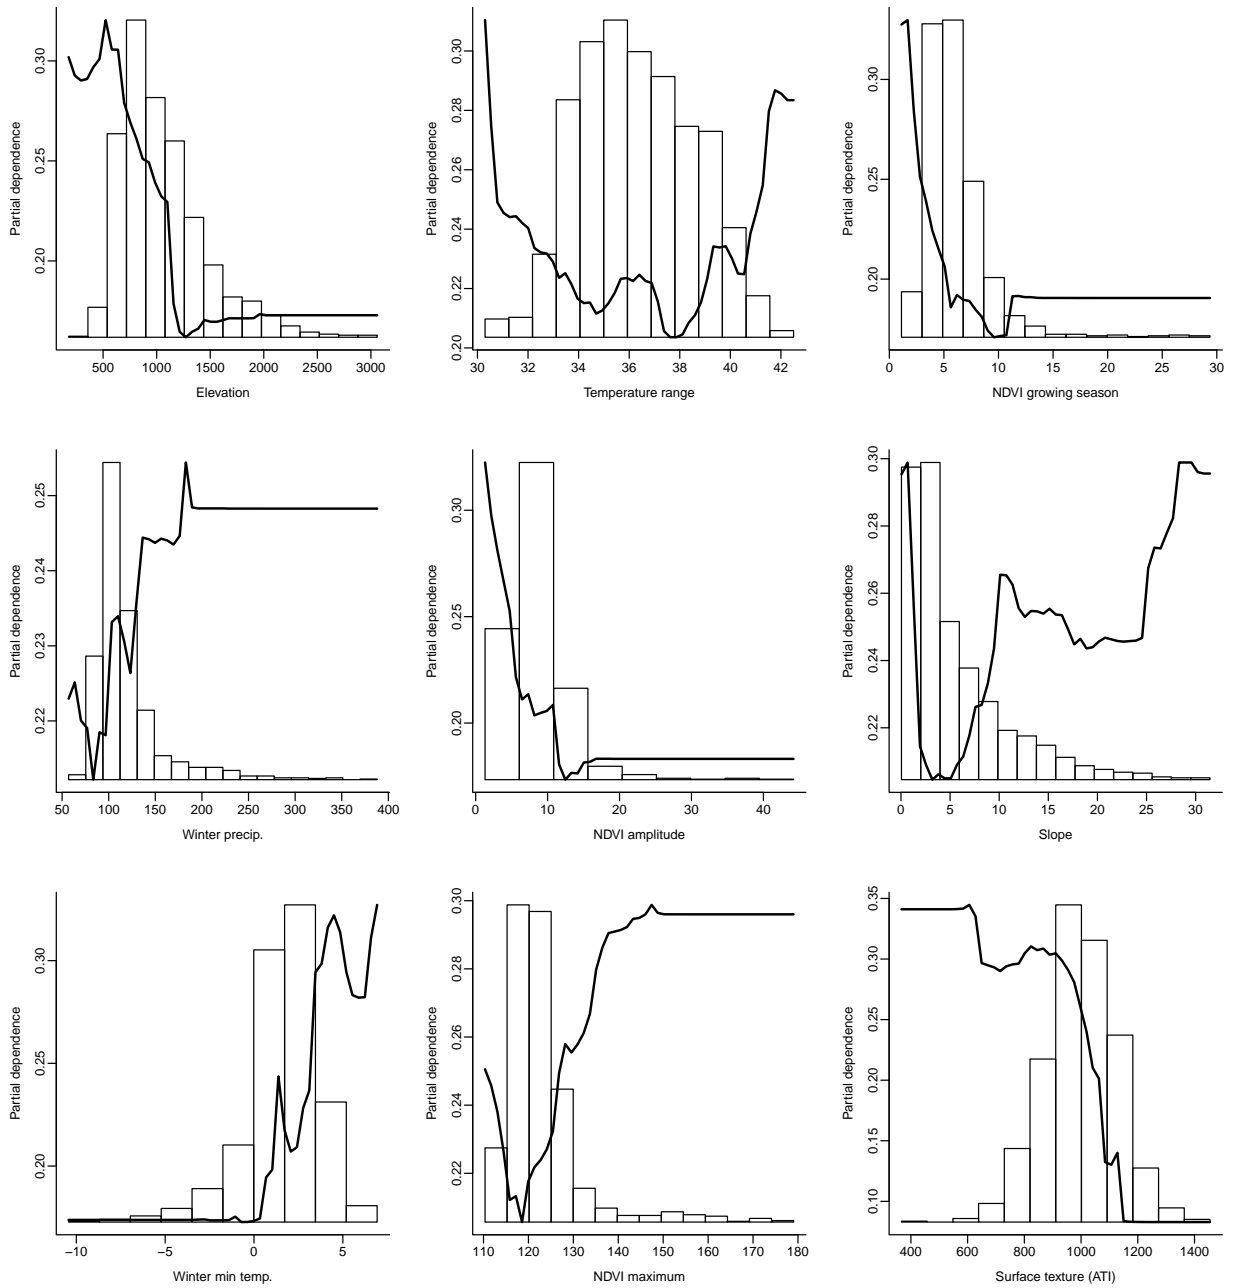 Partial dependence
0.20 0.25 0.30
500 1000 1500 2000 2500 3000
Elevation
Partial dependence
0.20 0.22 0.24 0.26 0.28 0.30
30 32 34 36 38 40 42
Temperature range
Partial dependence
0.20 0.25 0.30
0 5 10 15 20 25 30
NDVI growing season
Partial dependence
0.22 0.23 0.24 0.25
50 100 150 200 250 300 350 400
Winter precip.
Partial dependence
0.20 0.25 0.30
0 10 20 30 40
NDVI amplitude
Partial dependence
0.22 0.24 0.26 0.28 0.30
0 5 10 15 20 25 30
Slope
Partial dependence
0.20 0.25 0.30
−10 −5 0 5
Winter min temp.
Partial dependence
0.22 0.24 0.26 0.28 0.30
110 120 130 140 150 160 170 180
NDVI maximum
Partial dependence
0.10 0.15 0.20 0.25 0.30 0.35
400 600 800 1000 1200 1400
Surface texture (ATI)